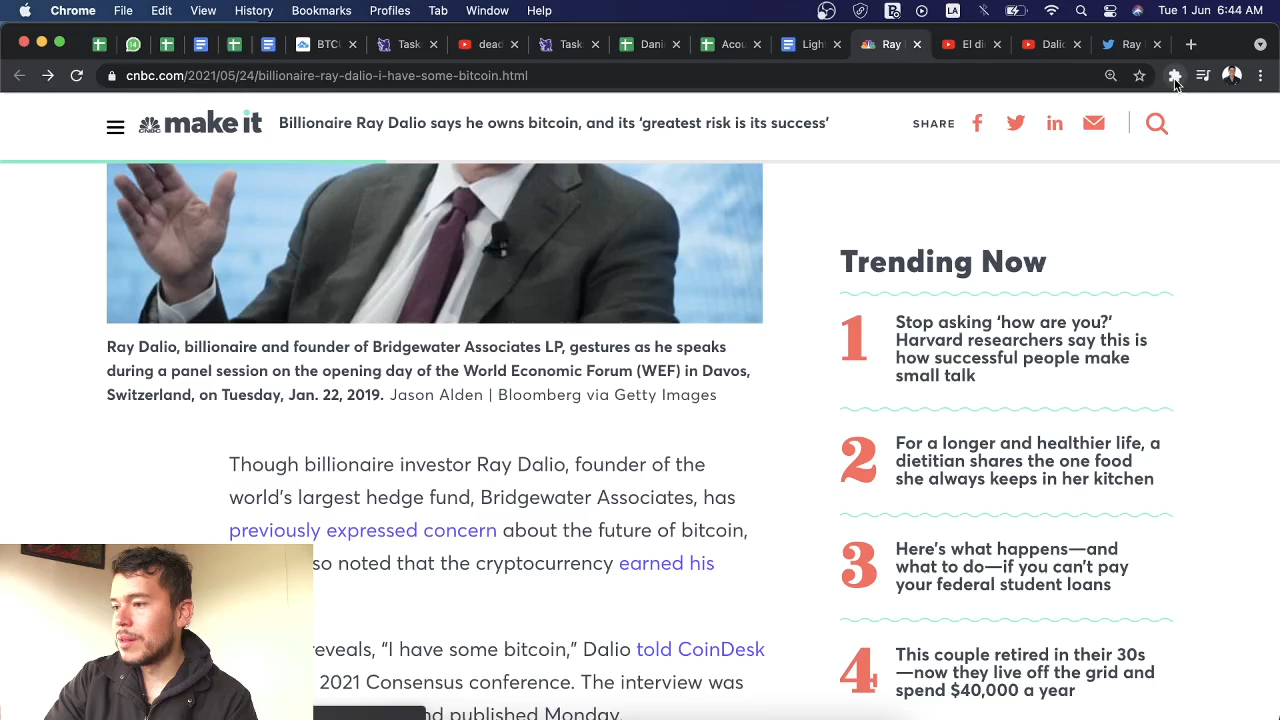 Chrome File Edit View History Bookmarks Profiles Tab Window Help LA Tue 1 Jun 6:44 AM
BTC Task dead Task Dani Acou Light Ray El di Dalio Ray
cnbc.com/2021/05/24/billionaire-ray-dalio-i-have-some-bitcoin.html
CNBC make it Billionaire Ray Dalio says he owns bitcoin, and its ‘greatest risk is its success’ SHARE
Ray Dalio, billionaire and founder of Bridgewater Associates LP, gestures as he speaks
during a panel session on the opening day of the World Economic Forum (WEF) in Davos,
Switzerland, on Tuesday, Jan. 22, 2019. Jason Alden | Bloomberg via Getty Images
Though billionaire investor Ray Dalio, founder of the
world’s largest hedge fund, Bridgewater Associates, has
previously expressed concern about the future of bitcoin,
so noted that the cryptocurrency earned his
reveals, “I have some bitcoin,” Dalio told CoinDesk
2021 Consensus conference. The interview was
nd published Monday.
Trending Now
1
Stop asking ‘how are you?’
Harvard researchers say this is
how successful people make
small talk
2
For a longer and healthier life, a
dietitian shares the one food
she always keeps in her kitchen
3
Here’s what happens—and
what to do—if you can’t pay
your federal student loans
4
This couple retired in their 30s
—now they live off the grid and
spend $40,000 a year